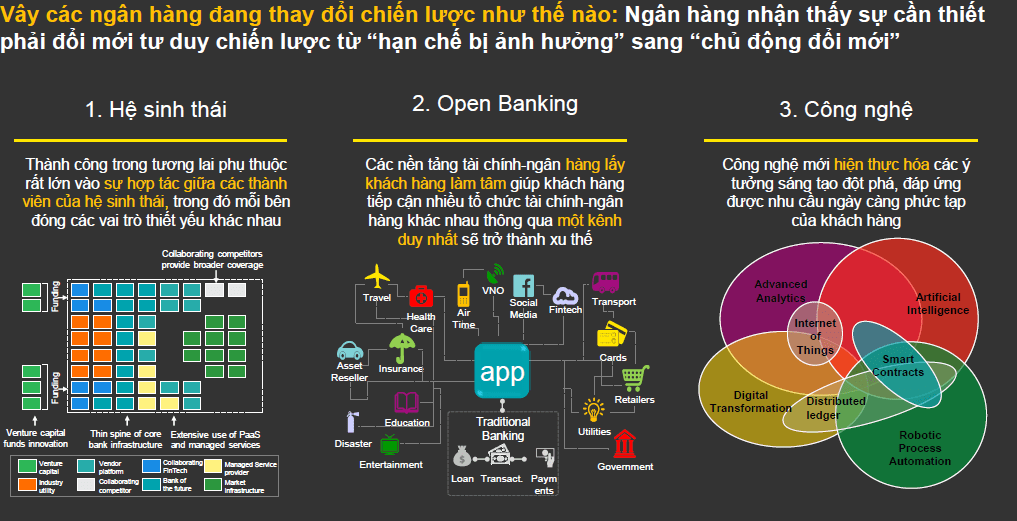 Vây các ngân hàng đang thay đổi chiến lược như thế nào: Ngân hàng nhận thấy sự cần thiết
phải đổi mới tư duy chiến lược từ “hạn chế bị ảnh hưởng” sang “chủ động đổi mới”
1. Hệ sinh thái
Thành công trong tương lai phụ thuộc
rất lớn vào sự hợp tác giữa các thành
viên của hệ sinh thái, trong đó mỗi bên
đóng các vai trò thiết yếu khác nhau
Collaborating competitors
provide broader coverage
Funding
Funding
Venture capital
funds innovation
Thin spine of core
bank infrastructure
Extensive use of PaaS
and managed services
Venture
capital
Vendor
platform
Collaborating
FinTech
Managed Service
provider
Industry
utility
Collaborating
competitor
Bank of
the future
Market
infrastructure
2. Open Banking
Các nền tảng tài chính-ngân hàng lấy
khách hàng làm tâm giúp khách hàng
tiếp cận nhiều tổ chức tài chính-ngân
hàng khác nhau thông qua một kênh
duy nhất sẽ trở thành xu thế
Travel
Health
Care
Air
Time
VNO
Social
Media
Fintech
Transport
Asset
Reseller
Insurance
app
Cards
Retailers
Education
Disaster
Entertainment
Traditional
Banking
Utilities
Government
Loan
Transact.
Paym
ents
3. Công nghệ
Công nghệ mới hiện thực hóa các ý
tưởng sáng tạo đột phá, đáp ứng
được nhu cầu ngày càng phức tạp
của khách hàng
Advanced
Analytics
Artificial
Intelligence
Internet
of
Things
Smart
Contracts
Digital
Transformation
Distributed
ledger
Robotic
Process
Automation